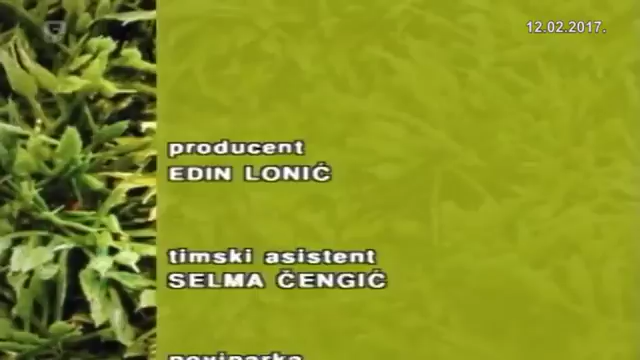 12.02.2017.
producent
EDIN LONIĆ
timski asistent
SELMA ČENGIĆ